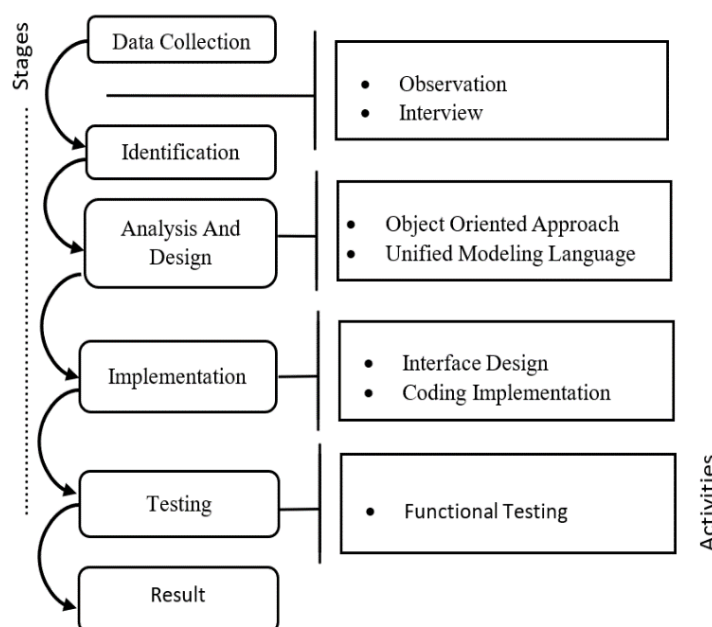 Stages
Data Collection
• Observation
• Interview
Identification
Analysis And
Design
• Object Oriented Approach
• Unified Modeling Language
Implementation
• Interface Design
• Coding Implementation
Testing
• Functional Testing
Activities
Result